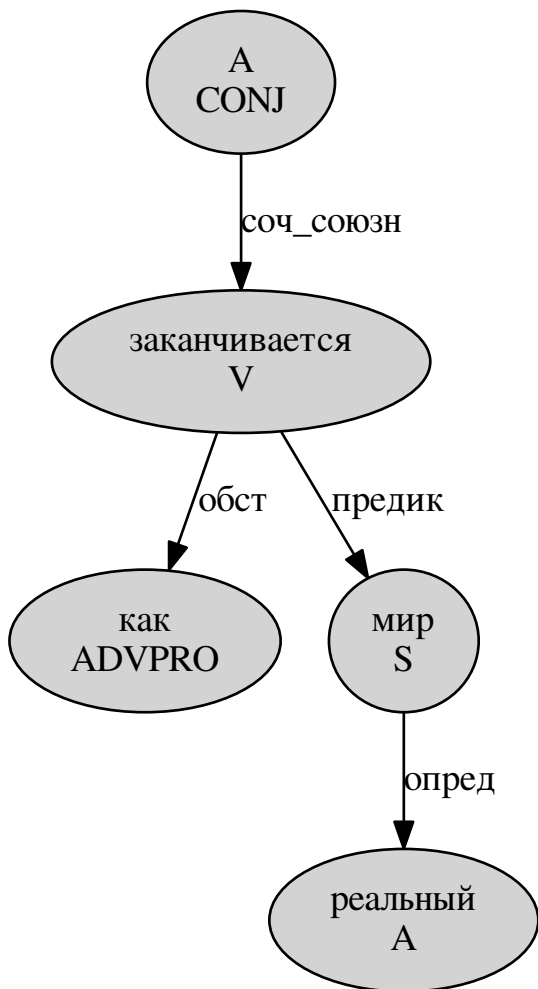 А
CONJ
соч_союзн
заканчивается
V
обст
предик
как
ADVPRO
мир
S
опред
реальный
A